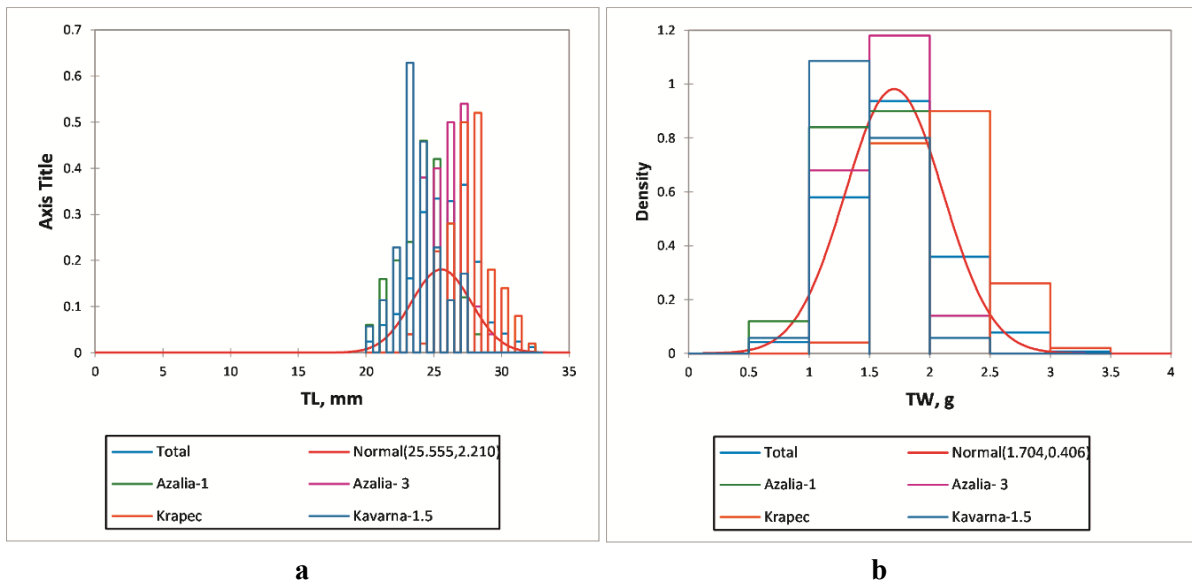 0.7
0.6
0.5
0.4
0.3
0.2
0.1
0
Axis Title
0 5 10 15 20 25 30 35
TL, mm
Total Normal(25.555,2.210)
Azalia-1 Azalia- 3
Krapec Kavarna-1.5
a
1.2
1
0.8
0.6
0.4
0.2
0
Density
0 0.5 1 1.5 2 2.5 3 3.5 4
TW, g
Total Normal(1.704,0.406)
Azalia-1 Azalia- 3
Krapec Kavarna-1.5
b